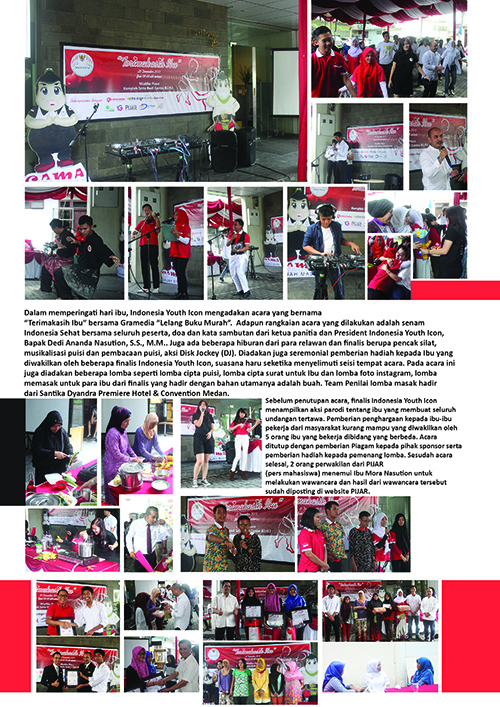 "Terimakasih Ibu"
GAMA
Dalam memperingati hari ibu, Indonesia Youth Icon mengadakan acara yang bernama
"Terimakasih Ibu" bersama Gramedia "Lelang Buku Murah". Adapun rangkaian acara yang dilakukan adalah senam
Indonesia Sehat bersama seluruh peserta, doa dan kata sambutan dari ketua panitia dan President Indonesia Youth Icon,
Bapak Dedi Ananda Nasution, S.S., M.M.. Juga ada beberapa hiburan dari para relawan dan finalis berupa pencak silat,
musikalisasi puisi dan pembacaan puisi, aksi Disk Jockey (DJ). Diadakan juga seremonial pemberian hadiah kepada Ibu yang
diwakilkan oleh beberapa finalis Indonesia Youth Icon, suasana haru seketika menyelimuti seisi tempat acara. Pada acara ini
juga diadakan beberapa lomba seperti lomba cipta puisi, lomba cipta surat untuk Ibu dan lomba foto instagram, lomba
memasak untuk para ibu dari finalis yang hadir dengan bahan utamanya adalah buah. Team Penilai lomba masak hadir
dari Santika Dyandra Premiere Hotel & Convention Medan.
Sebelum penutupan acara, finalis Indonesia Youth Icon
menampilkan aksi parodi tentang ibu yang membuat seluruh
undangan tertawa. Pemberian penghargaan kepada ibu-ibu
pekerja dari masyarakat kurang mampu yang diwakilkan oleh
5 orang ibu yang bekerja dibidang yang berbeda. Acara
ditutup dengan pemberian Piagam kepada pihak sponsor serta
pemberian hadiah kepada pemenang lomba. Sesudah acara
selesai, 2 orang perwakilan dari PIJAR
(pers mahasiswa) menemui Ibu Mora Nasution untuk
melakukan wawancara dan hasil dari wawancara tersebut
sudah diposting di website PIJAR.